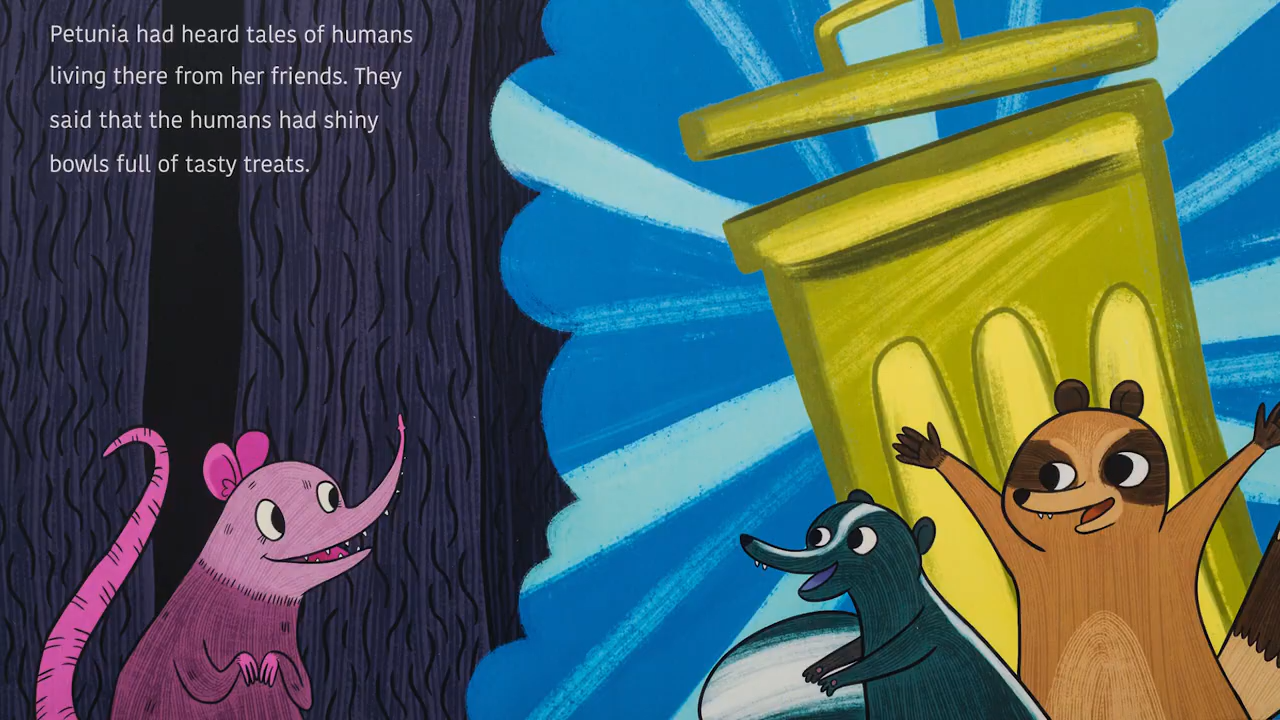 Petunia had heard tales of humans
living there from her friends. They
said that the humans had shiny
bowls full of tasty treats.